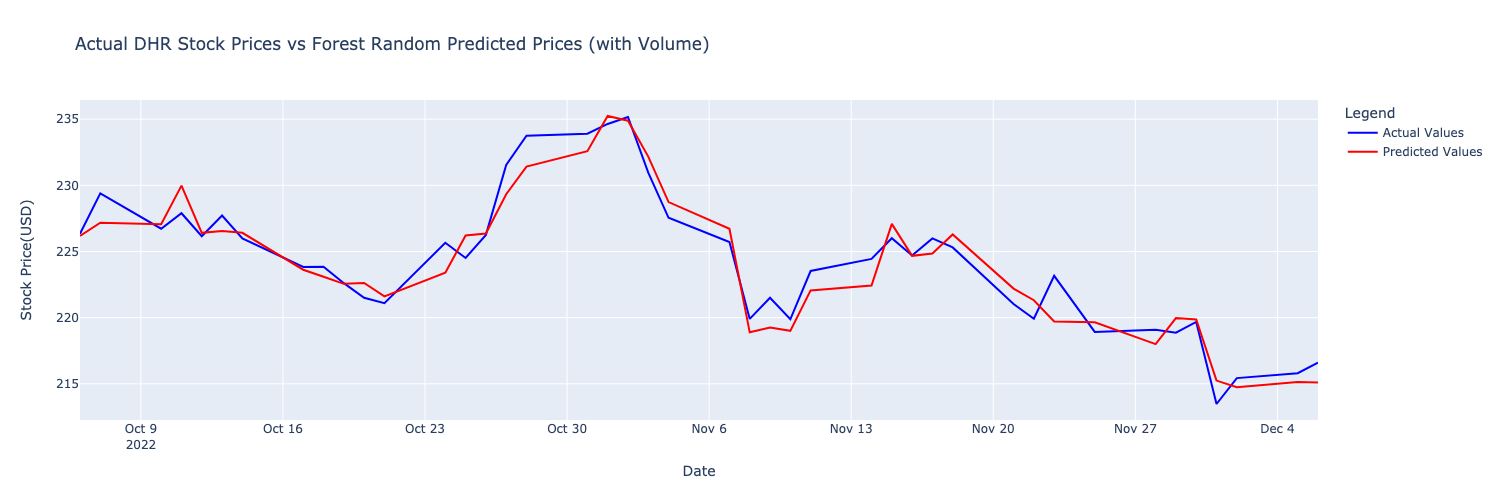 Actual DHR Stock Prices vs Forest Random Predicted Prices (with Volume)
Legend
Actual Values
Predicted Values
Stock Price(USD)
235
230
225
220
215
Oct 9
2022
Oct 16
Oct 23
Oct 30
Nov 6
Nov 13
Nov 20
Nov 27
Dec 4
Date